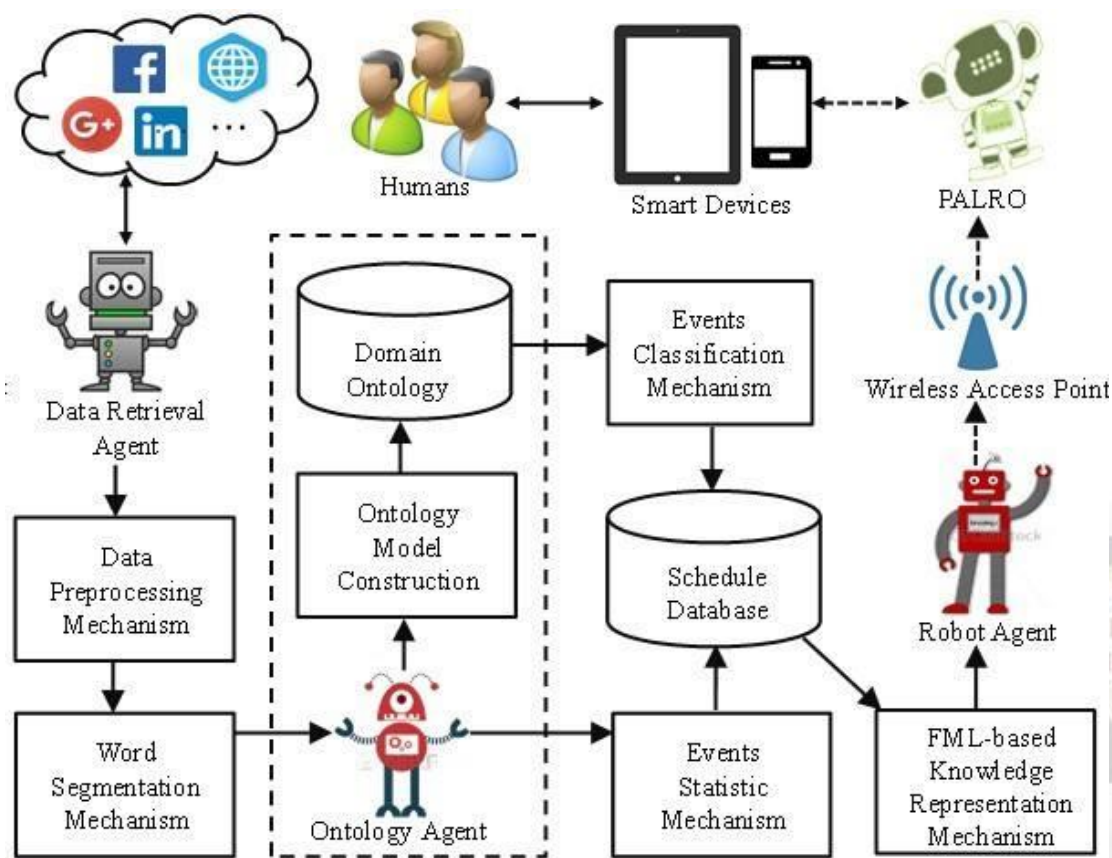 f
G+
in
...
Humans
Smart Devices
PALRO
Data Retrieval
Agent
Domain
Ontology
Events
Classification
Mechanism
Wireless Access Point
Data
Preprocessing
Mechanism
Ontology
Model
Construction
Schedule
Database
Robot Agent
Word
Segmentation
Mechanism
Ontology Agent
Events
Statistic
Mechanism
FML-based
Knowledge
Representation
Mechanism